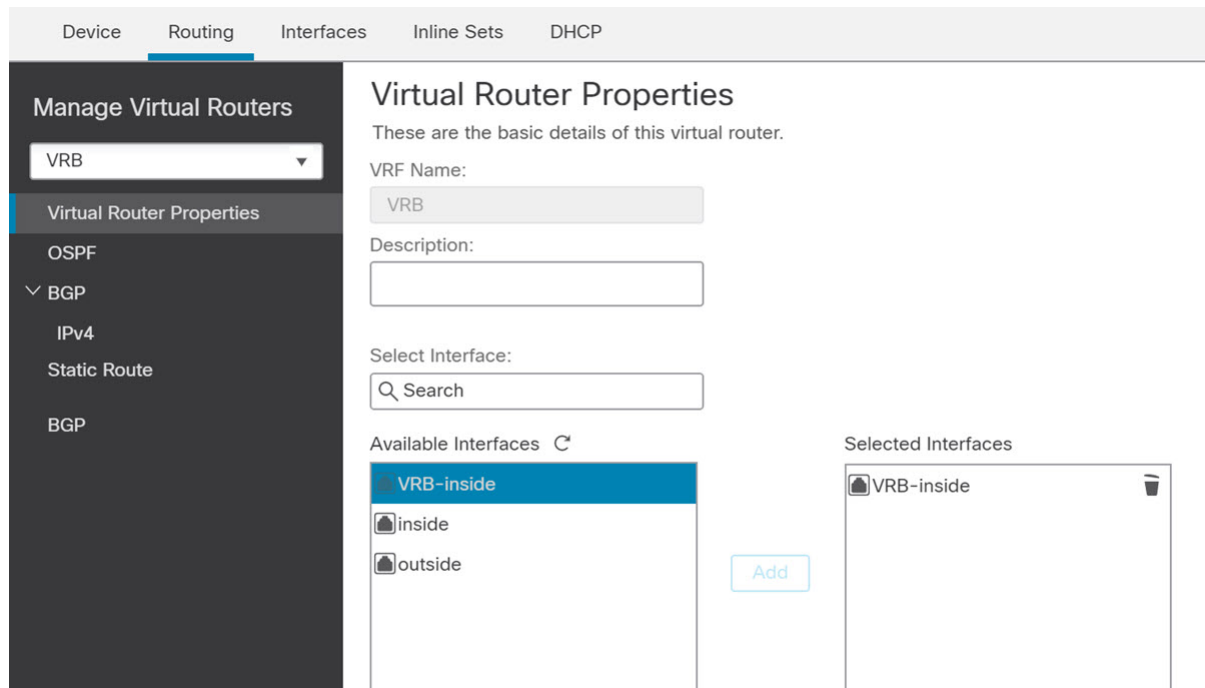 Device Routing Interfaces Inline Sets DHCP
Manage Virtual Routers
VRB
Virtual Router Properties
OSPF
BGP
IPv4
Static Route
BGP
Virtual Router Properties
These are the basic details of this virtual router.
VRF Name:
VRB
Description:
Select Interface:
Search
Available Interfaces
VRB-inside
inside
outside
Add
Selected Interfaces
VRB-inside